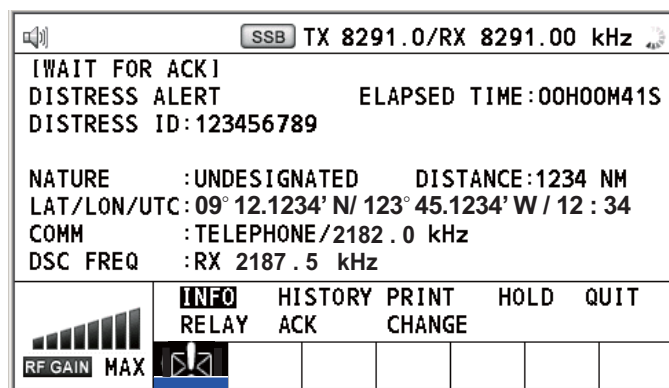 SSB TX 8291.0/RX 8291.00 kHz
[WAIT FOR ACK]
DISTRESS ALERT ELAPSED TIME:00H00M41S
DISTRESS ID:123456789
NATURE :UNDESIGNATED DISTANCE:1234 NM
LAT/LON/UTC:09° 12.1234' N/ 123° 45.1234' W / 12 : 34
COMM :TELEPHONE/2182 . 0 kHz
DSC FREQ :RX 2187 . 5 kHz
INFO HISTORY PRINT HOLD QUIT
RELAY ACK CHANGE
RF GAIN MAX